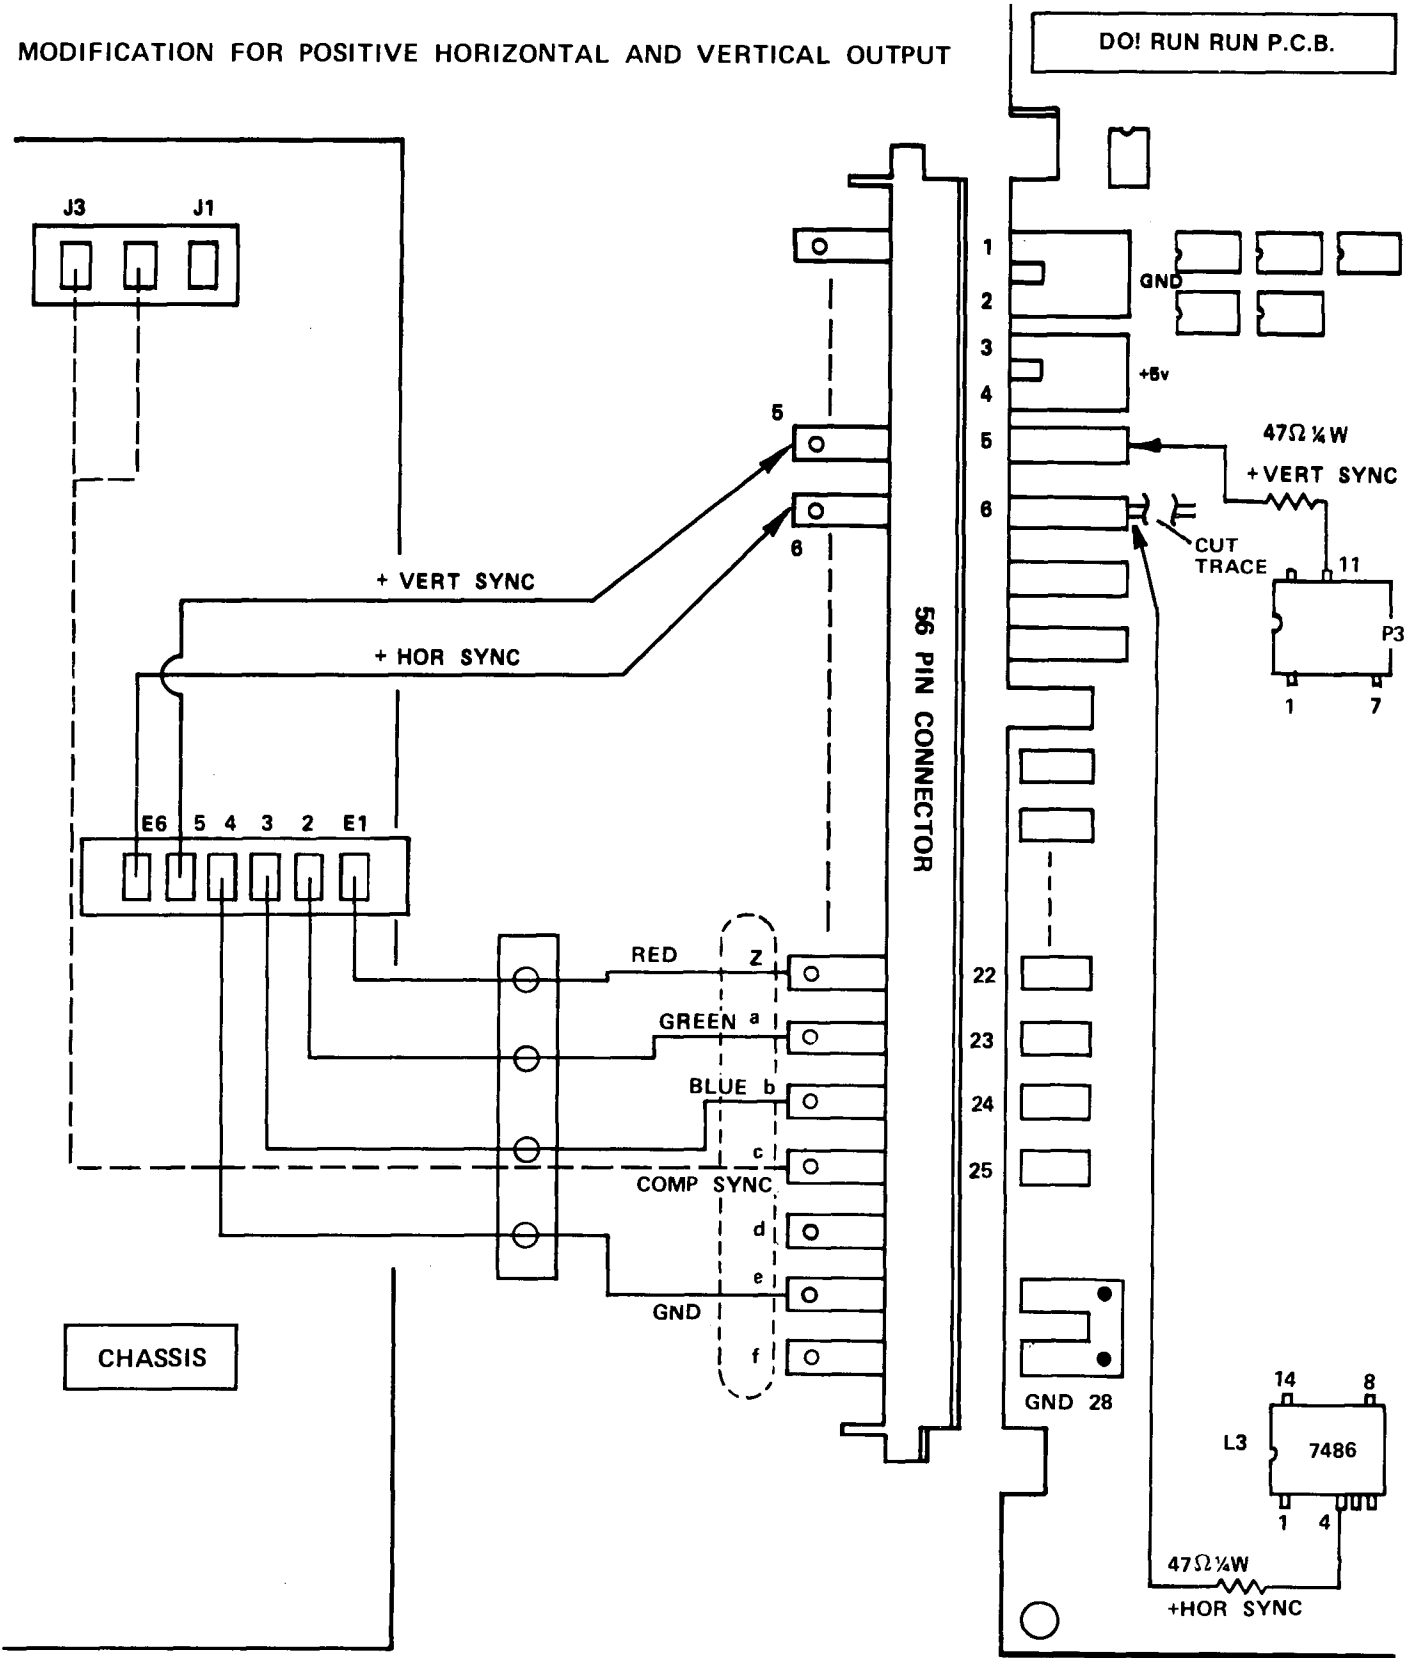 MODIFICATION FOR POSITIVE HORIZONTAL AND VERTICAL OUTPUT
DO! RUN RUN P.C.B.
J3 J1
1
GND
2
3
+5v
4
5
5
47Ω ¼W
+VERT SYNC
6
6
CUT
TRACE
11
P3
1 7
+ VERT SYNC
+ HOR SYNC
56 PIN CONNECTOR
E6 5 4 3 2 E1
RED Z
22
GREEN a
23
BLUE b
24
c
25
COMP SYNC
d
e
GND
f
CHASSIS
GND 28
14 8
L3
7486
1 4
47Ω ¼W
+HOR SYNC